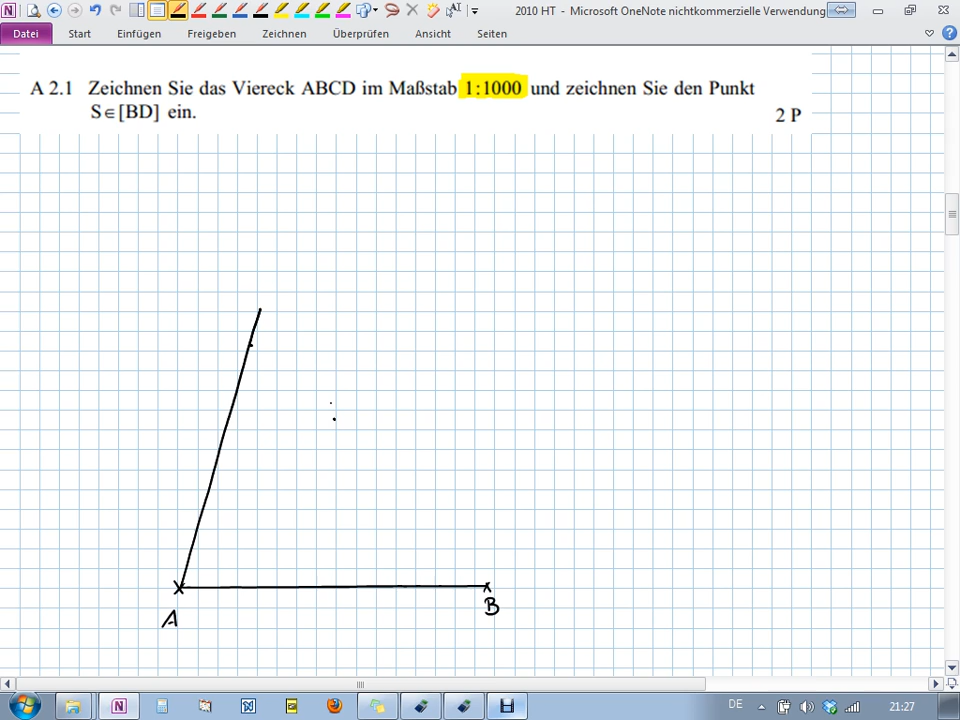 2010 HT - Microsoft OneNote nichtkommerzielle Verwendung
Datei Start Einfügen Freigeben Zeichnen Überprüfen Ansicht Seiten
A 2.1 Zeichnen Sie das Viereck ABCD im Maßstab 1:1000 und zeichnen Sie den Punkt
S∈[BD] ein.
2 P
A
B
DE 21:27